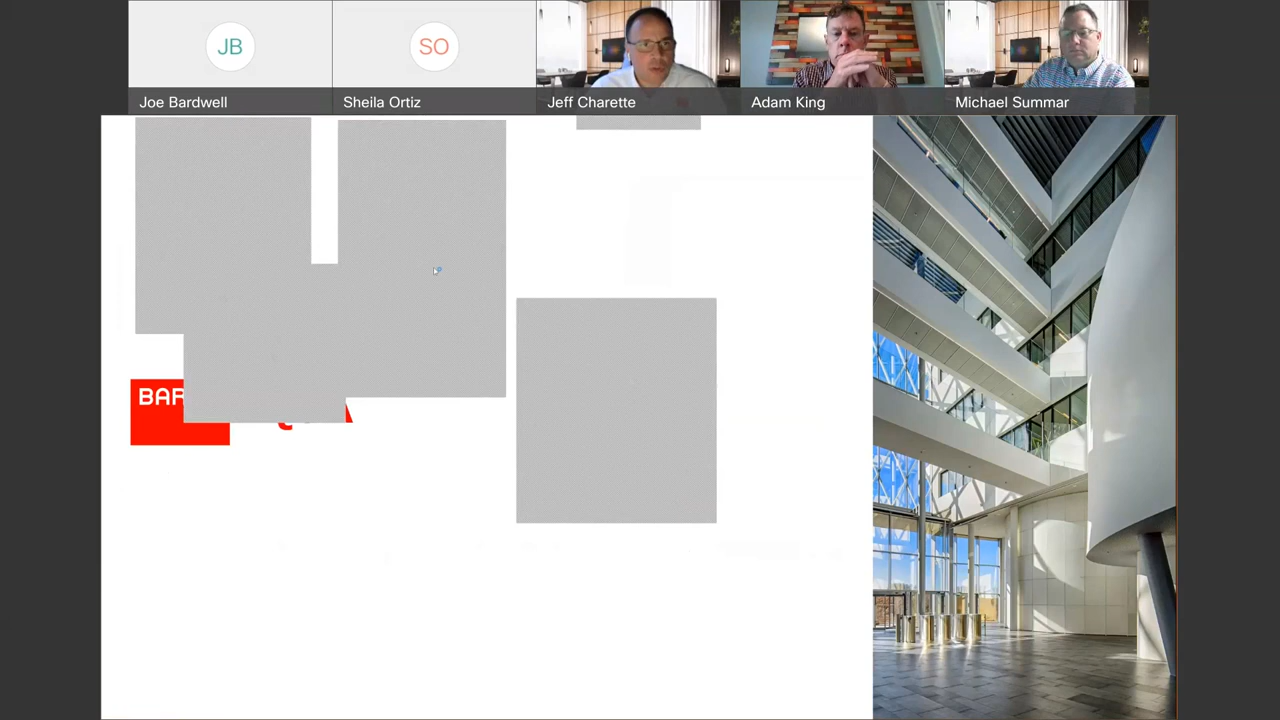 JB
SO
Joe Bardwell
Sheila Ortiz
Jeff Charette
Adam King
Michael Summar
BAR